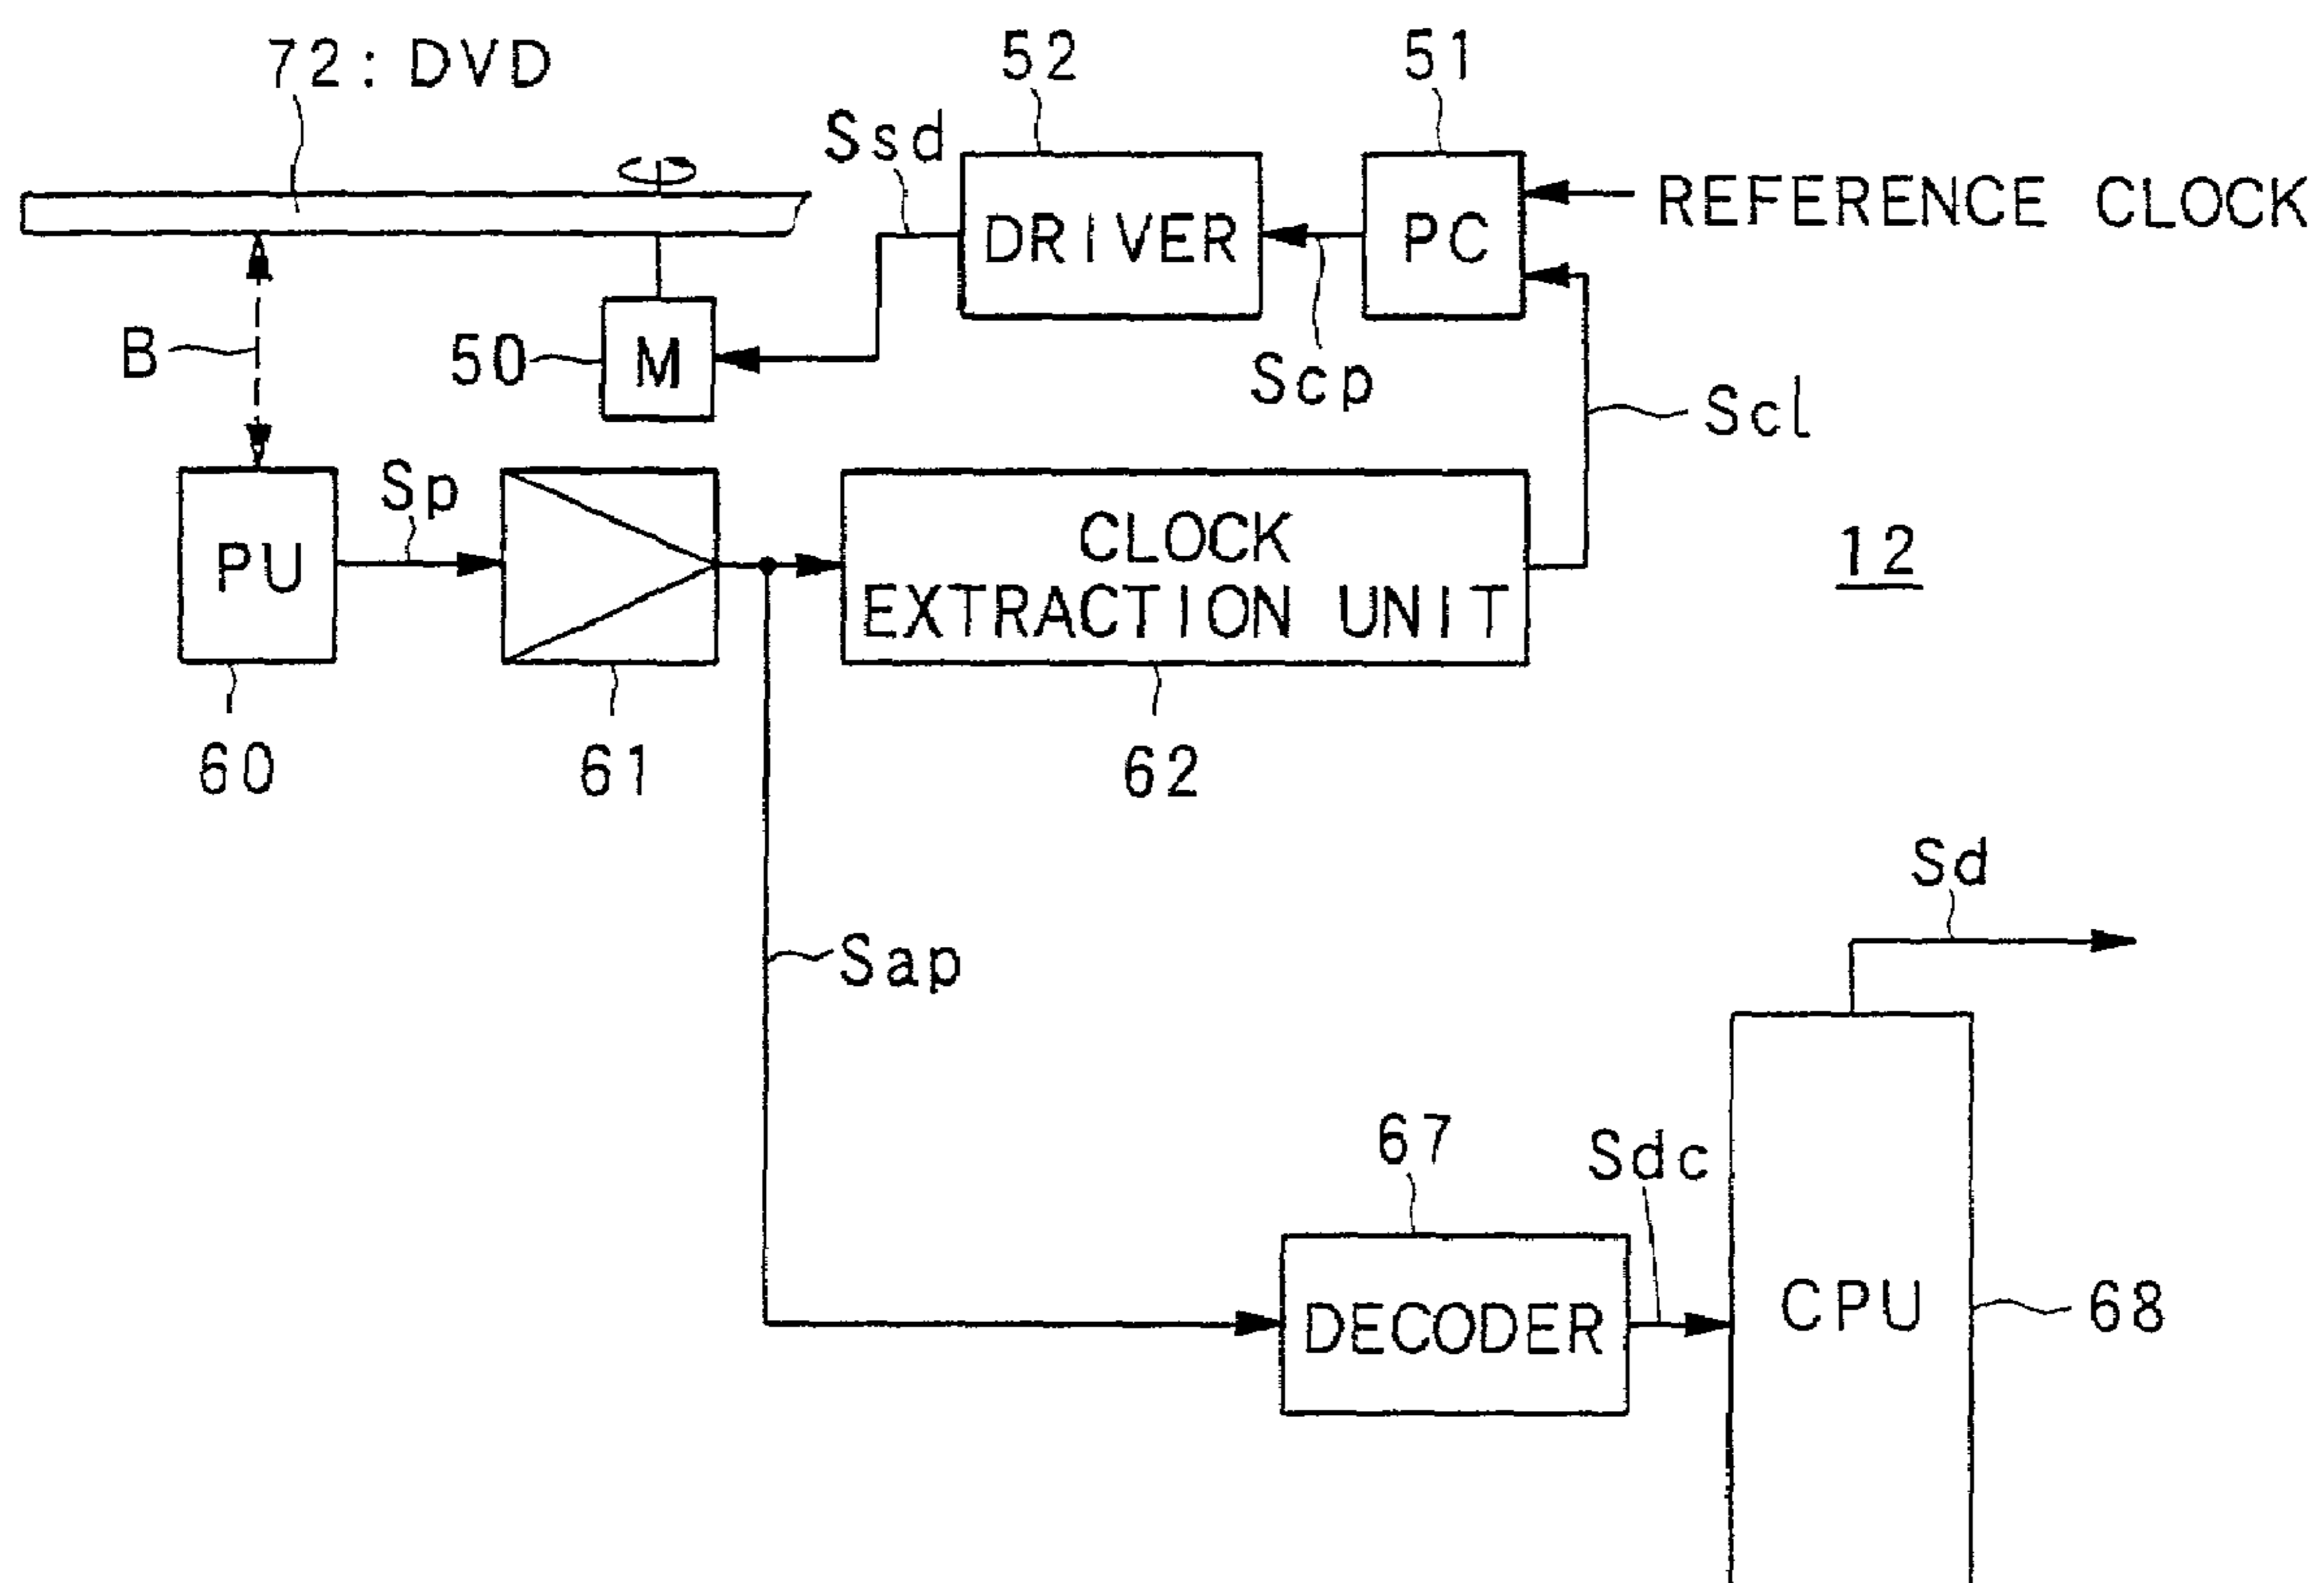 72: DVD
52
51
Ssd
DRIVER
PC
REFERENCE CLOCK
B
50
M
Scp
Scl
Sp
PU
CLOCK
EXTRACTION UNIT
12
60
61
62
Sd
Sap
67
Sdc
DECODER
CPU
68